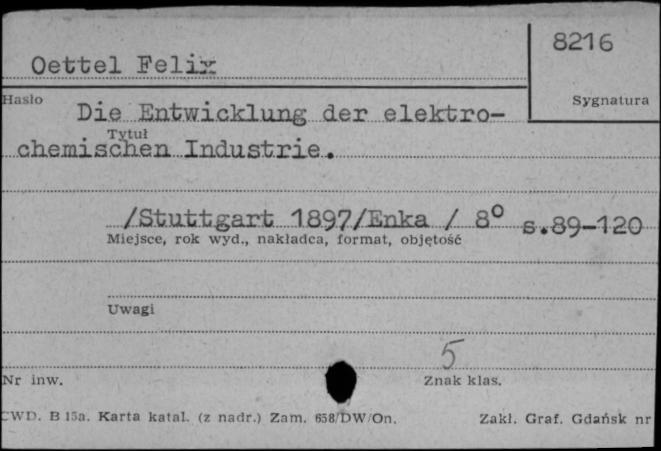 8216
Oettel Felix
Hasło
Sygnatura
Die Entwicklung der elektro-
Tytuł
chemischen Industrie.
/Stuttgart 1897/Enka / 8° s.89-120
Miejsce, rok wyd., nakładca, format, objętość
Uwagi
5
Nr inw.
Znak klas.
CWD. B 15a. Karta katal. (z nadr.) Zam. 658/DW/On.
Zakł. Graf. Gdańsk nr